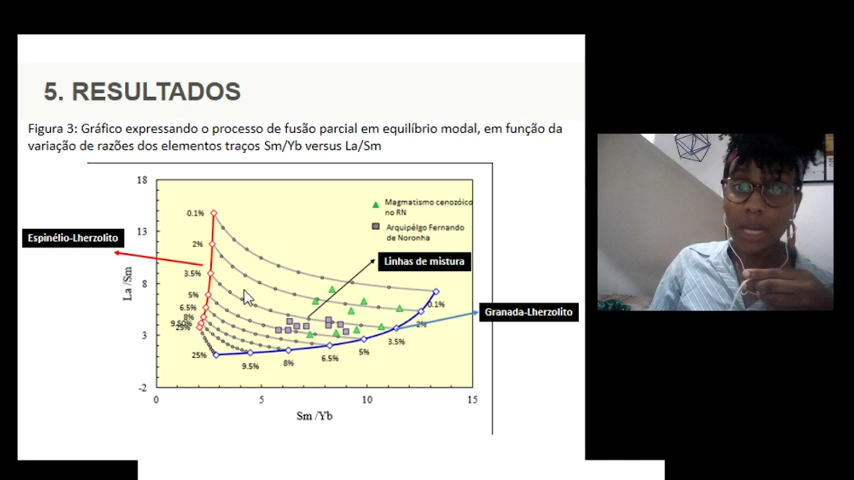 5. RESULTADOS
Figura 3: Gráfico expressando o processo de fusão parcial em equilíbrio modal, em função da
variação de razões dos elementos traços Sm/Yb versus La/Sm
18
13
8
3
-2
La/Sm
0
5
10
15
Sm /Yb
Magmatismo cenozóico
no RN
Arquipélgo Fernando
de Noronha
Linhas de mistura
Espinélio-Lherzolito
Granada-Lherzolito
0.1%
2%
3.5%
5%
6.5%
8%
9.50%
25%
25%
9.5%
8%
6.5%
5%
3.5%
2%
0.1%